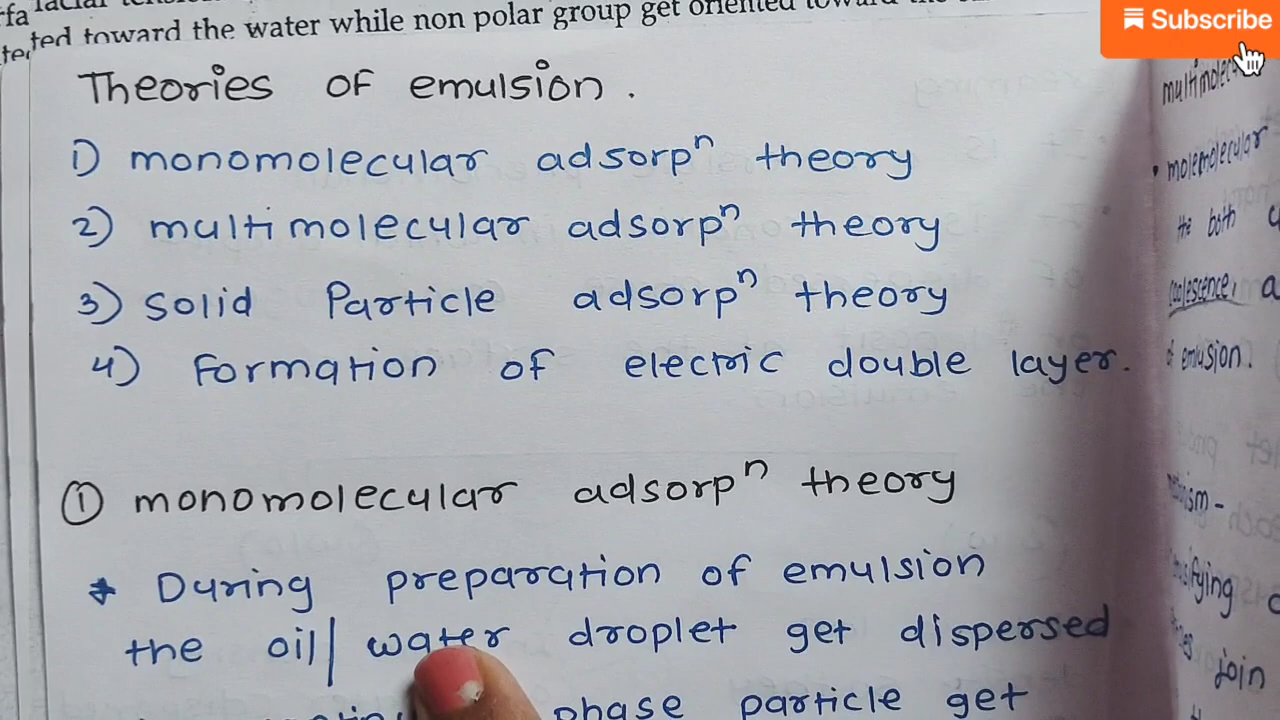 ted toward the water while non polar group get oriented toward the
Subscribe
Theories of emulsion.
1) monomolecular adsorpⁿ theory
2) multimolecular adsorpⁿ theory
3) Solid Particle adsorpⁿ theory
4) Formation of electric double layer.
① monomolecular adsorpⁿ theory
* During preparation of emulsion
the oil/water droplet get dispersed
phase particle get
• molemolecular
the both
coalescence,
of emlusion.
join